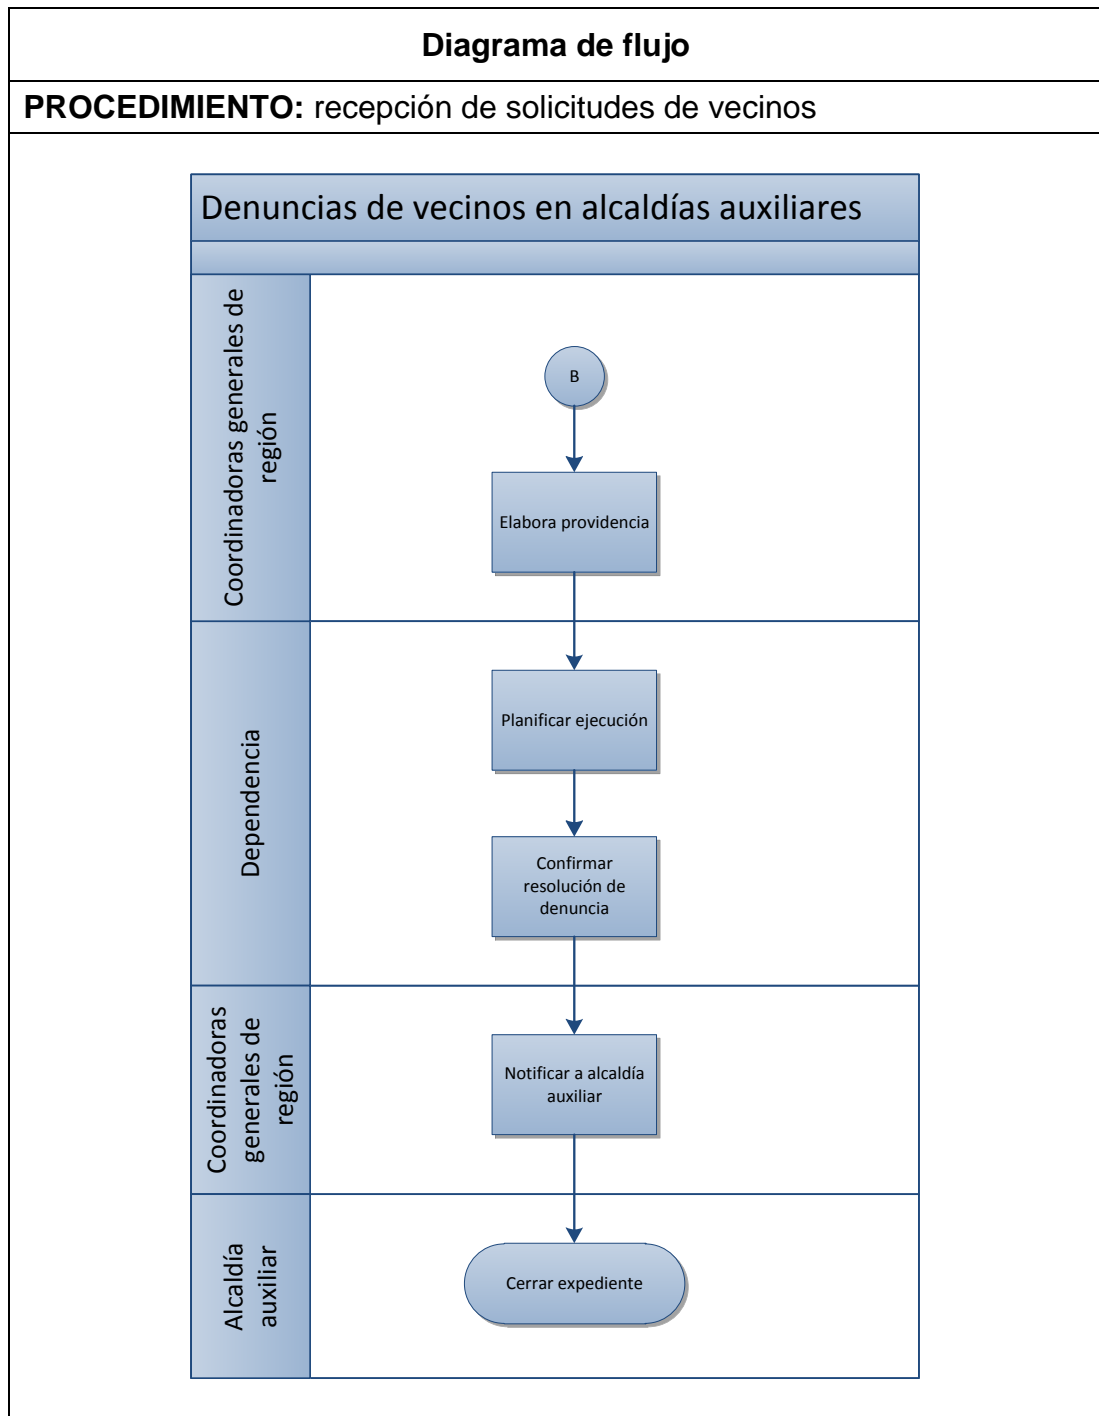 Diagrama de flujo
PROCEDIMIENTO: recepción de solicitudes de vecinos
Denuncias de vecinos en alcaldías auxiliares
Coordinadoras generales de
región
B
Elabora providencia
Dependencia
Planificar ejecución
Confirmar
resolución de
denuncia
Coordinadoras
generales de
región
Notificar a alcaldía
auxiliar
Alcaldía
auxiliar
Cerrar expediente